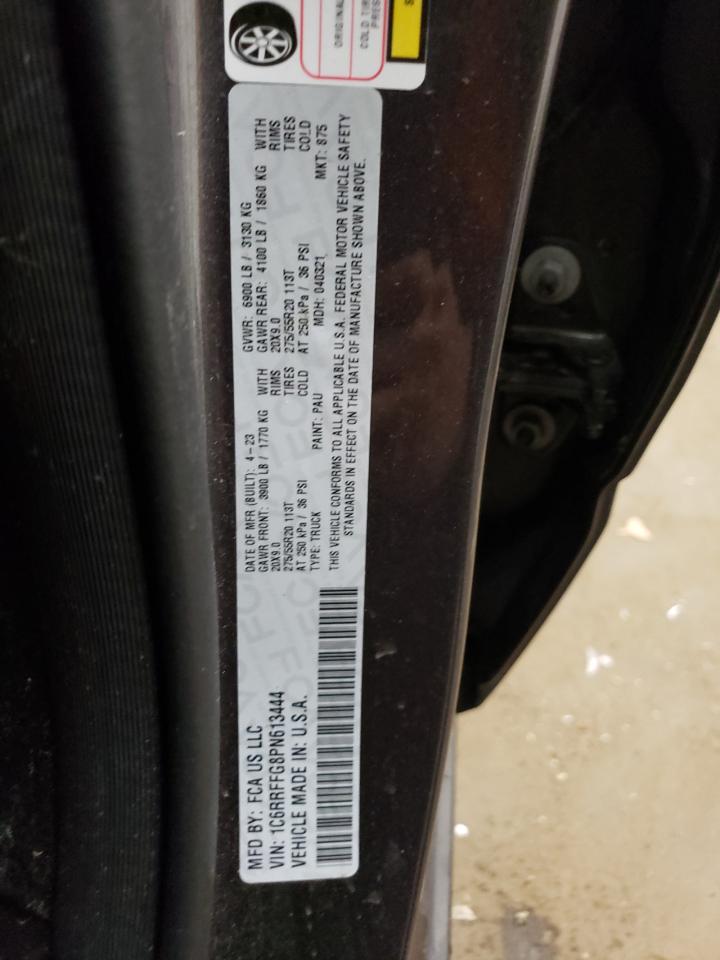 ORIGINAL
COLD TIRE
PRES
S
MFD BY: FCA US LLC
VIN: 1C6RRFFG8PN613444
VEHICLE MADE IN: U.S.A.
DATE OF MFR (BUILT): 4-23 GVWR: 6900 LB / 3130 KG
GAWR FRONT: 3900 LB / 1770 KG WITH GAWR REAR: 4100 LB / 1860 KG WITH
20X9.0 RIMS 20X9.0 RIMS
275/55R20 113T TIRES 275/55R20 113T TIRES
AT 250 kPa / 36 PSI COLD AT 250 kPa / 36 PSI COLD
TYPE: TRUCK PAINT: PAU MDH: 040321 MKT: 875
THIS VEHICLE CONFORMS TO ALL APPLICABLE U.S.A. FEDERAL MOTOR VEHICLE SAFETY
STANDARDS IN EFFECT ON THE DATE OF MANUFACTURE SHOWN ABOVE.